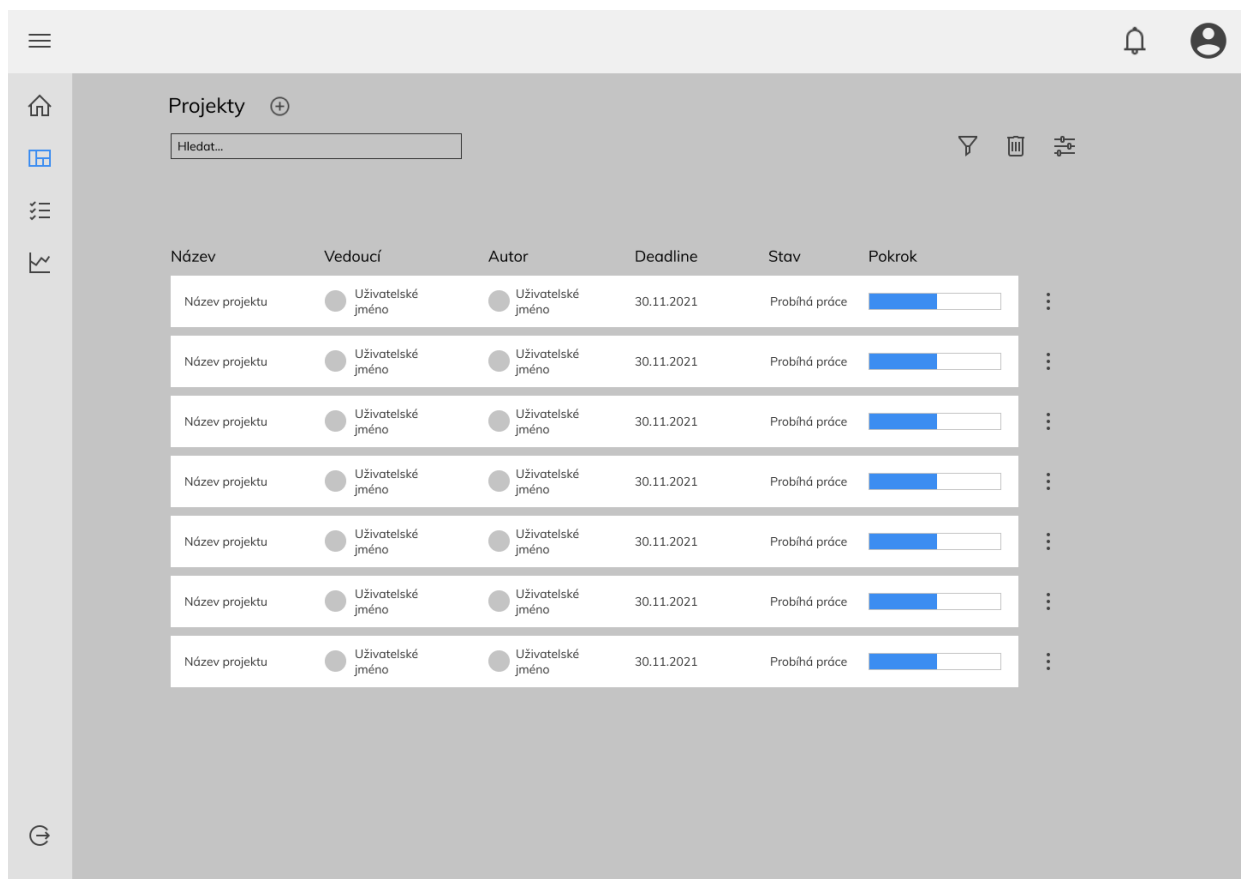 Projekty
Hledat...
Název Vedoucí Autor Deadline Stav Pokrok
Název projektu Uživatelské jméno Uživatelské jméno 30.11.2021 Probíhá práce
Název projektu Uživatelské jméno Uživatelské jméno 30.11.2021 Probíhá práce
Název projektu Uživatelské jméno Uživatelské jméno 30.11.2021 Probíhá práce
Název projektu Uživatelské jméno Uživatelské jméno 30.11.2021 Probíhá práce
Název projektu Uživatelské jméno Uživatelské jméno 30.11.2021 Probíhá práce
Název projektu Uživatelské jméno Uživatelské jméno 30.11.2021 Probíhá práce
Název projektu Uživatelské jméno Uživatelské jméno 30.11.2021 Probíhá práce